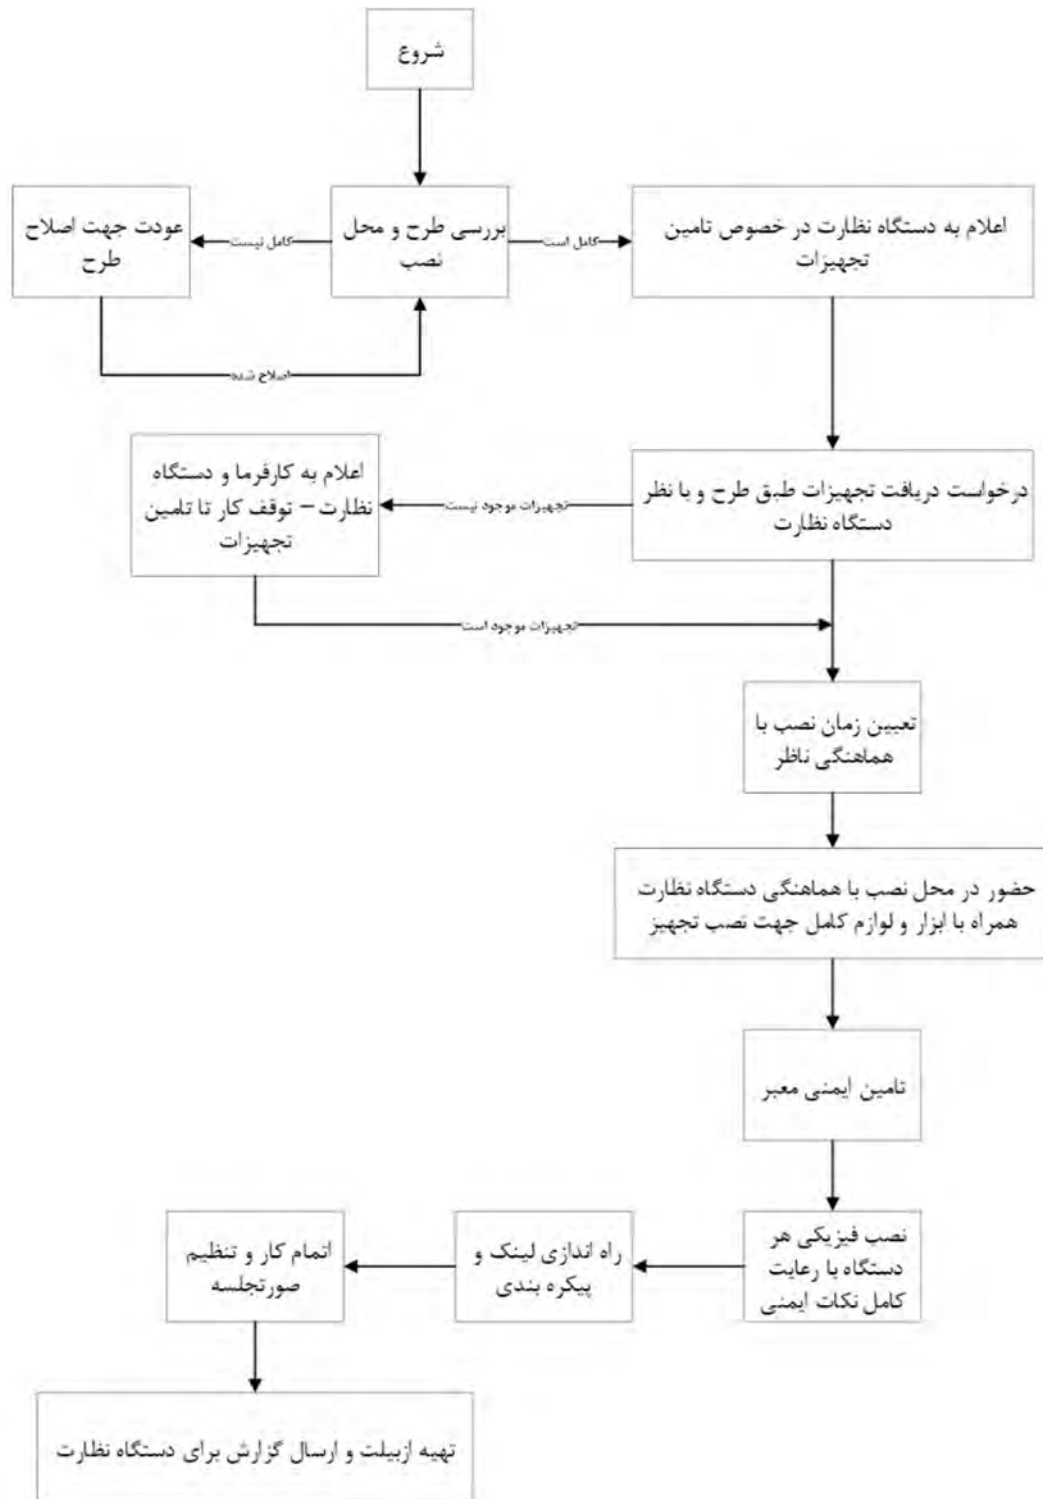 شروع
بررسی طرح و محل
نصب
کامل است
اعلام به دستگاه نظارت در خصوص تامین
تجهیزات
کامل نیست
عودت جهت اصلاح
طرح
اصلاح شده
درخواست دریافت تجهیزات طبق طرح و با نظر
دستگاه نظارت
تجهیزات موجود نیست
اعلام به کارفرما و دستگاه
نظارت – توقف کار تا تامین
تجهیزات
تجهیزات موجود است
تعیین زمان نصب با
هماهنگی ناظر
حضور در محل نصب با هماهنگی دستگاه نظارت
همراه با ابزار و لوازم کامل جهت نصب تجهیز
تامین ایمنی معبر
نصب فیزیکی هر
دستگاه با رعایت
کامل نکات ایمنی
راه اندازی لینک و
پیکره بندی
اتمام کار و تنظیم
صورتجلسه
تهیه ازبیلت و ارسال گزارش برای دستگاه نظارت